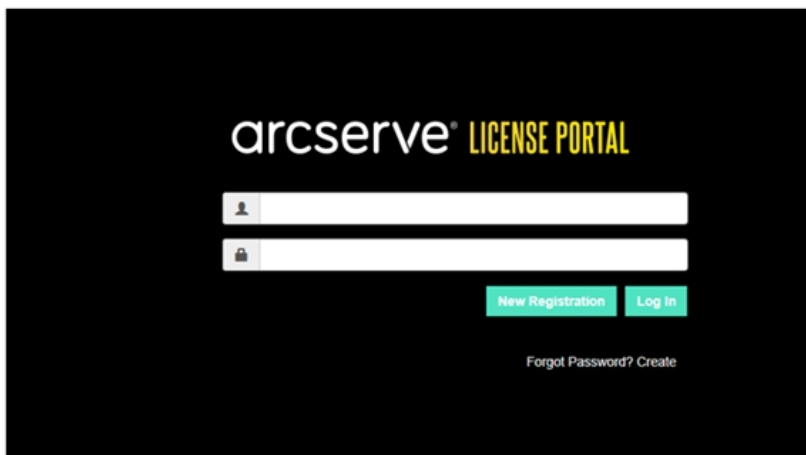 arcserve® LICENSE PORTAL
New Registration Log In
Forgot Password? Create